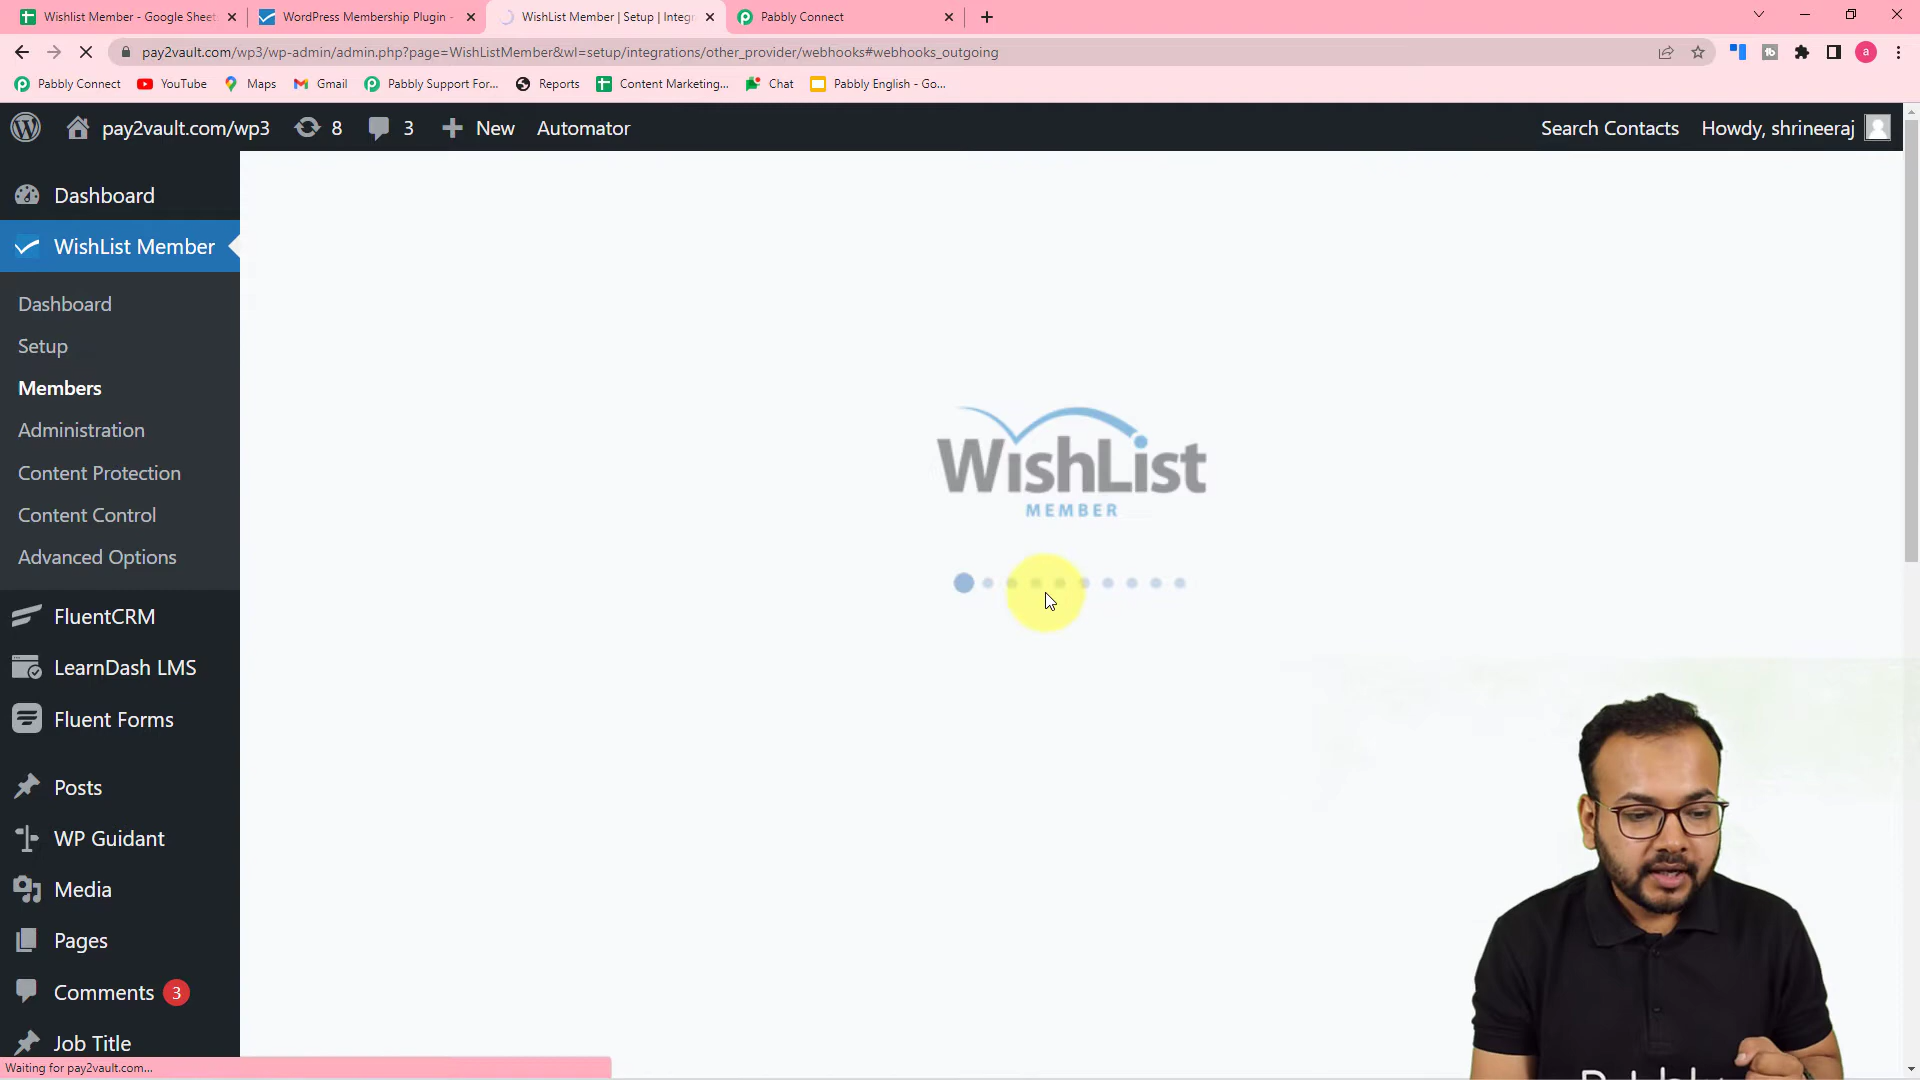 Wishlist Member - Google Sheet
WordPress Membership Plugin -
WishList Member | Setup | Integ
Pabbly Connect
pay2vault.com/wp3/wp-admin/admin.php?page=WishListMember&wl=setup/integrations/other_provider/webhooks#webhooks_outgoing
a
Pabbly Connect
YouTube
Maps
Gmail
Pabbly Support For...
Reports
Content Marketing...
Chat
Pabbly English - Go...
pay2vault.com/wp3
8
3
New
Automator
Search Contacts
Howdy, shrineeraj
Dashboard
WishList Member
Dashboard
Setup
Members
Administration
Content Protection
Content Control
Advanced Options
FluentCRM
LearnDash LMS
Fluent Forms
Posts
WP Guidant
Media
Pages
Comments 3
Job Title
WishList
MEMBER
Waiting for pay2vault.com...